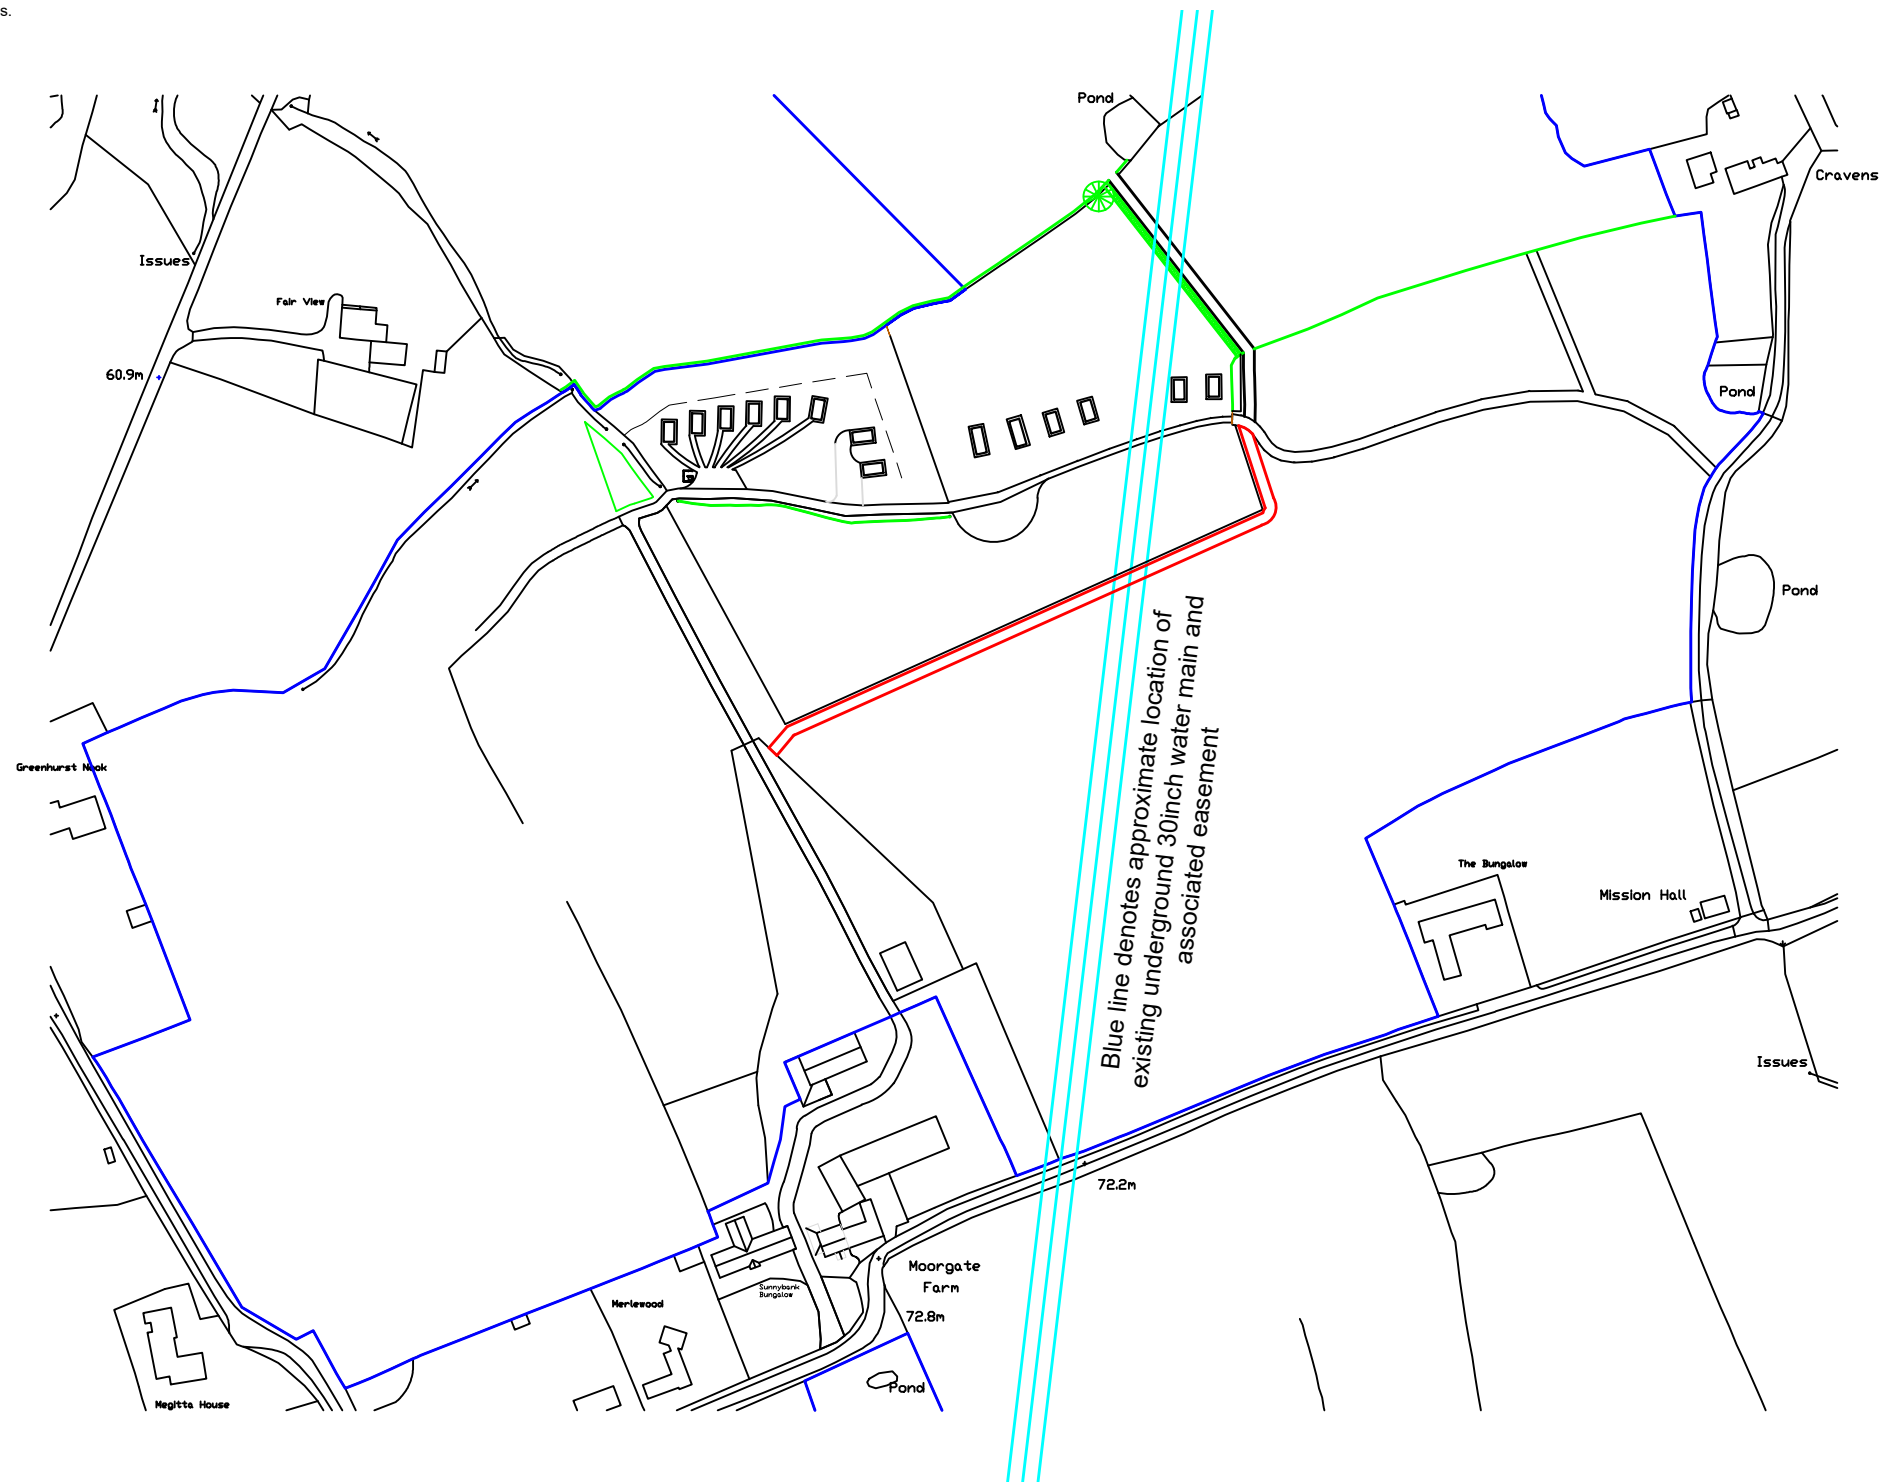 s.
Pond
Cravens
Issues
Fair View
60.9m
Pond
Pond
Blue line denotes approximate location of
existing underground 30inch water main and
associated easement
Greenhurst Nook
The Bungalow
Mission Hall
Issues
72.2m
Moorgate
Farm
Sunnybank
Bungalow
Merlewood
72.8m
Pond
Megitta House